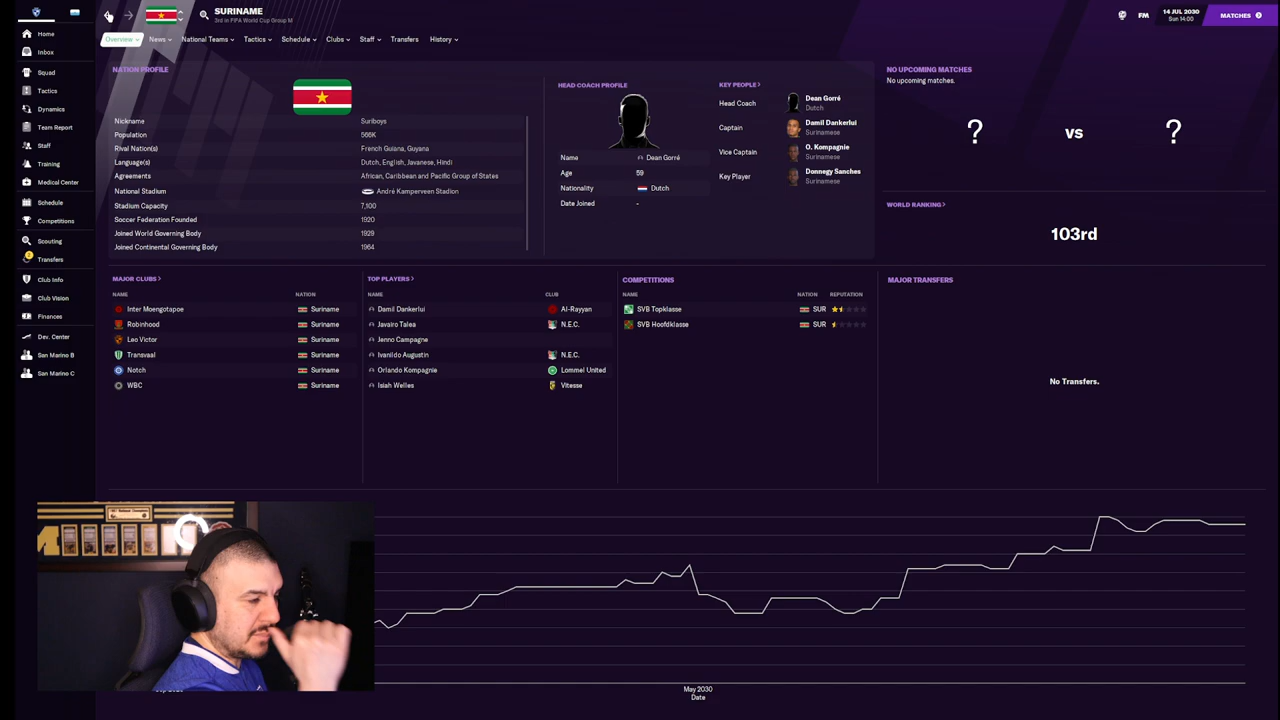 SURINAME
3rd in FIFA World Cup Group M
FM
14 JUL 2030
Sun 14:00
MATCHES
Home
Inbox
Squad
Tactics
Dynamics
Team Report
Staff
Training
Medical Center
Schedule
Competitions
Scouting
Transfers
Club Info
Club Vision
Finances
Dev. Center
San Marino B
San Marino C
Overview
News
National Teams
Tactics
Schedule
Clubs
Staff
Transfers
History
NATION PROFILE
Nickname Suriboys
Population 566K
Rival Nation(s) French Guiana, Guyana
Language(s) Dutch, English, Javanese, Hindi
Agreements African, Caribbean and Pacific Group of States
National Stadium André Kamperveen Stadion
Stadium Capacity 7,100
Soccer Federation Founded 1920
Joined World Governing Body 1929
Joined Continental Governing Body 1964
HEAD COACH PROFILE
Name Dean Gorré
Age 59
Nationality Dutch
Date Joined -
KEY PEOPLE
Head Coach Dean Gorré
Dutch
Captain Damil Dankerlui
Surinamese
Vice Captain O. Kompagnie
Surinamese
Key Player Donnegy Sanches
Surinamese
NO UPCOMING MATCHES
No upcoming matches.
? vs ?
WORLD RANKING
103rd
MAJOR CLUBS
NAME NATION
Inter Moengotapoe Suriname
Robinhood Suriname
Leo Victor Suriname
Transvaal Suriname
Notch Suriname
WBC Suriname
TOP PLAYERS
NAME CLUB
Damil Dankerlui Al-Rayyan
Javairo Talea N.E.C.
Jenno Campagne
Ivanildo Augustin N.E.C.
Orlando Kompagnie Lommel United
Isiah Welles Vitesse
COMPETITIONS
NAME NATION REPUTATION
SVB Topklasse SUR
SVB Hoofdklasse SUR
MAJOR TRANSFERS
No Transfers.
May 2030
Date